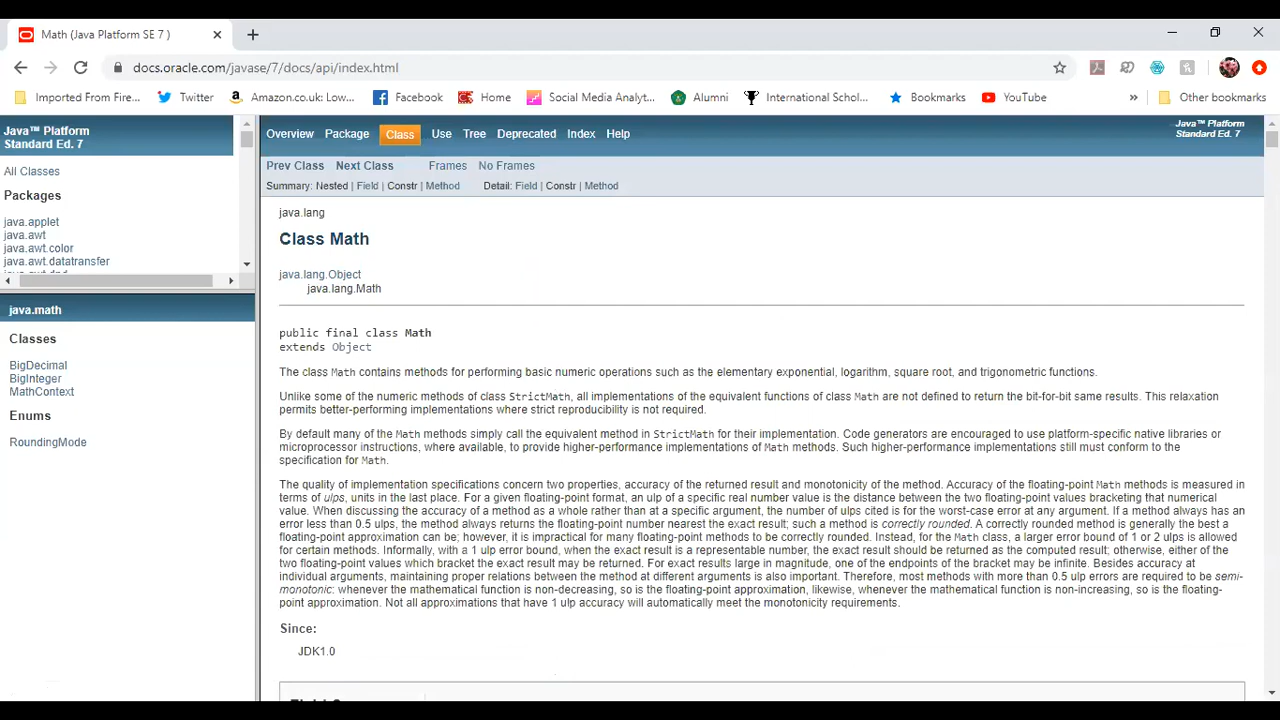 Math (Java Platform SE 7 )
docs.oracle.com/javase/7/docs/api/index.html
Imported From Fire... Twitter Amazon.co.uk: Low... Facebook Home Social Media Analyt... Alumni International Schol... Bookmarks YouTube » Other bookmarks
Java™ Platform
Standard Ed. 7
All Classes
Packages
java.applet
java.awt
java.awt.color
java.awt.datatransfer
java.math
Classes
BigDecimal
BigInteger
MathContext
Enums
RoundingMode
Overview Package Class Use Tree Deprecated Index Help
Java™ Platform
Standard Ed. 7
Prev Class Next Class Frames No Frames
Summary: Nested | Field | Constr | Method Detail: Field | Constr | Method
java.lang
Class Math
java.lang.Object
java.lang.Math
public final class Math
extends Object
The class Math contains methods for performing basic numeric operations such as the elementary exponential, logarithm, square root, and trigonometric functions.
Unlike some of the numeric methods of class StrictMath, all implementations of the equivalent functions of class Math are not defined to return the bit-for-bit same results. This relaxation
permits better-performing implementations where strict reproducibility is not required.
By default many of the Math methods simply call the equivalent method in StrictMath for their implementation. Code generators are encouraged to use platform-specific native libraries or
microprocessor instructions, where available, to provide higher-performance implementations of Math methods. Such higher-performance implementations still must conform to the
specification for Math.
The quality of implementation specifications concern two properties, accuracy of the returned result and monotonicity of the method. Accuracy of the floating-point Math methods is measured in
terms of ulps, units in the last place. For a given floating-point format, an ulp of a specific real number value is the distance between the two floating-point values bracketing that numerical
value. When discussing the accuracy of a method as a whole rather than at a specific argument, the number of ulps cited is for the worst-case error at any argument. If a method always has an
error less than 0.5 ulps, the method always returns the floating-point number nearest the exact result; such a method is correctly rounded. A correctly rounded method is generally the best a
floating-point approximation can be; however, it is impractical for many floating-point methods to be correctly rounded. Instead, for the Math class, a larger error bound of 1 or 2 ulps is allowed
for certain methods. Informally, with a 1 ulp error bound, when the exact result is a representable number, the exact result should be returned as the computed result; otherwise, either of the
two floating-point values which bracket the exact result may be returned. For exact results large in magnitude, one of the endpoints of the bracket may be infinite. Besides accuracy at
individual arguments, maintaining proper relations between the method at different arguments is also important. Therefore, most methods with more than 0.5 ulp errors are required to be semi-
monotonic: whenever the mathematical function is non-decreasing, so is the floating-point approximation, likewise, whenever the mathematical function is non-increasing, so is the floating-
point approximation. Not all approximations that have 1 ulp accuracy will automatically meet the monotonicity requirements.
Since:
JDK1.0